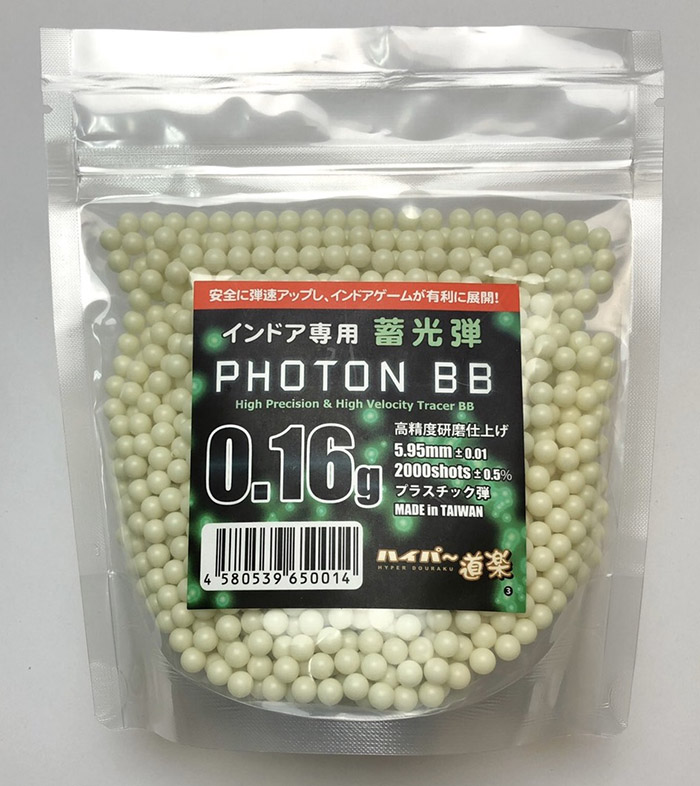 安全に弾速アップし、インドアゲームが有利に展開!
インドア専用 蓄光弾
PHOTON BB
High Precision & High Velocity Tracer BB
0.16g
高精度研磨仕上げ
5.95mm ± 0.01
2000shots ± 0.5%
プラスチック弾
MADE in TAIWAN
4 580539 650014
ハイパー道楽
HYPER DOURAKU
3